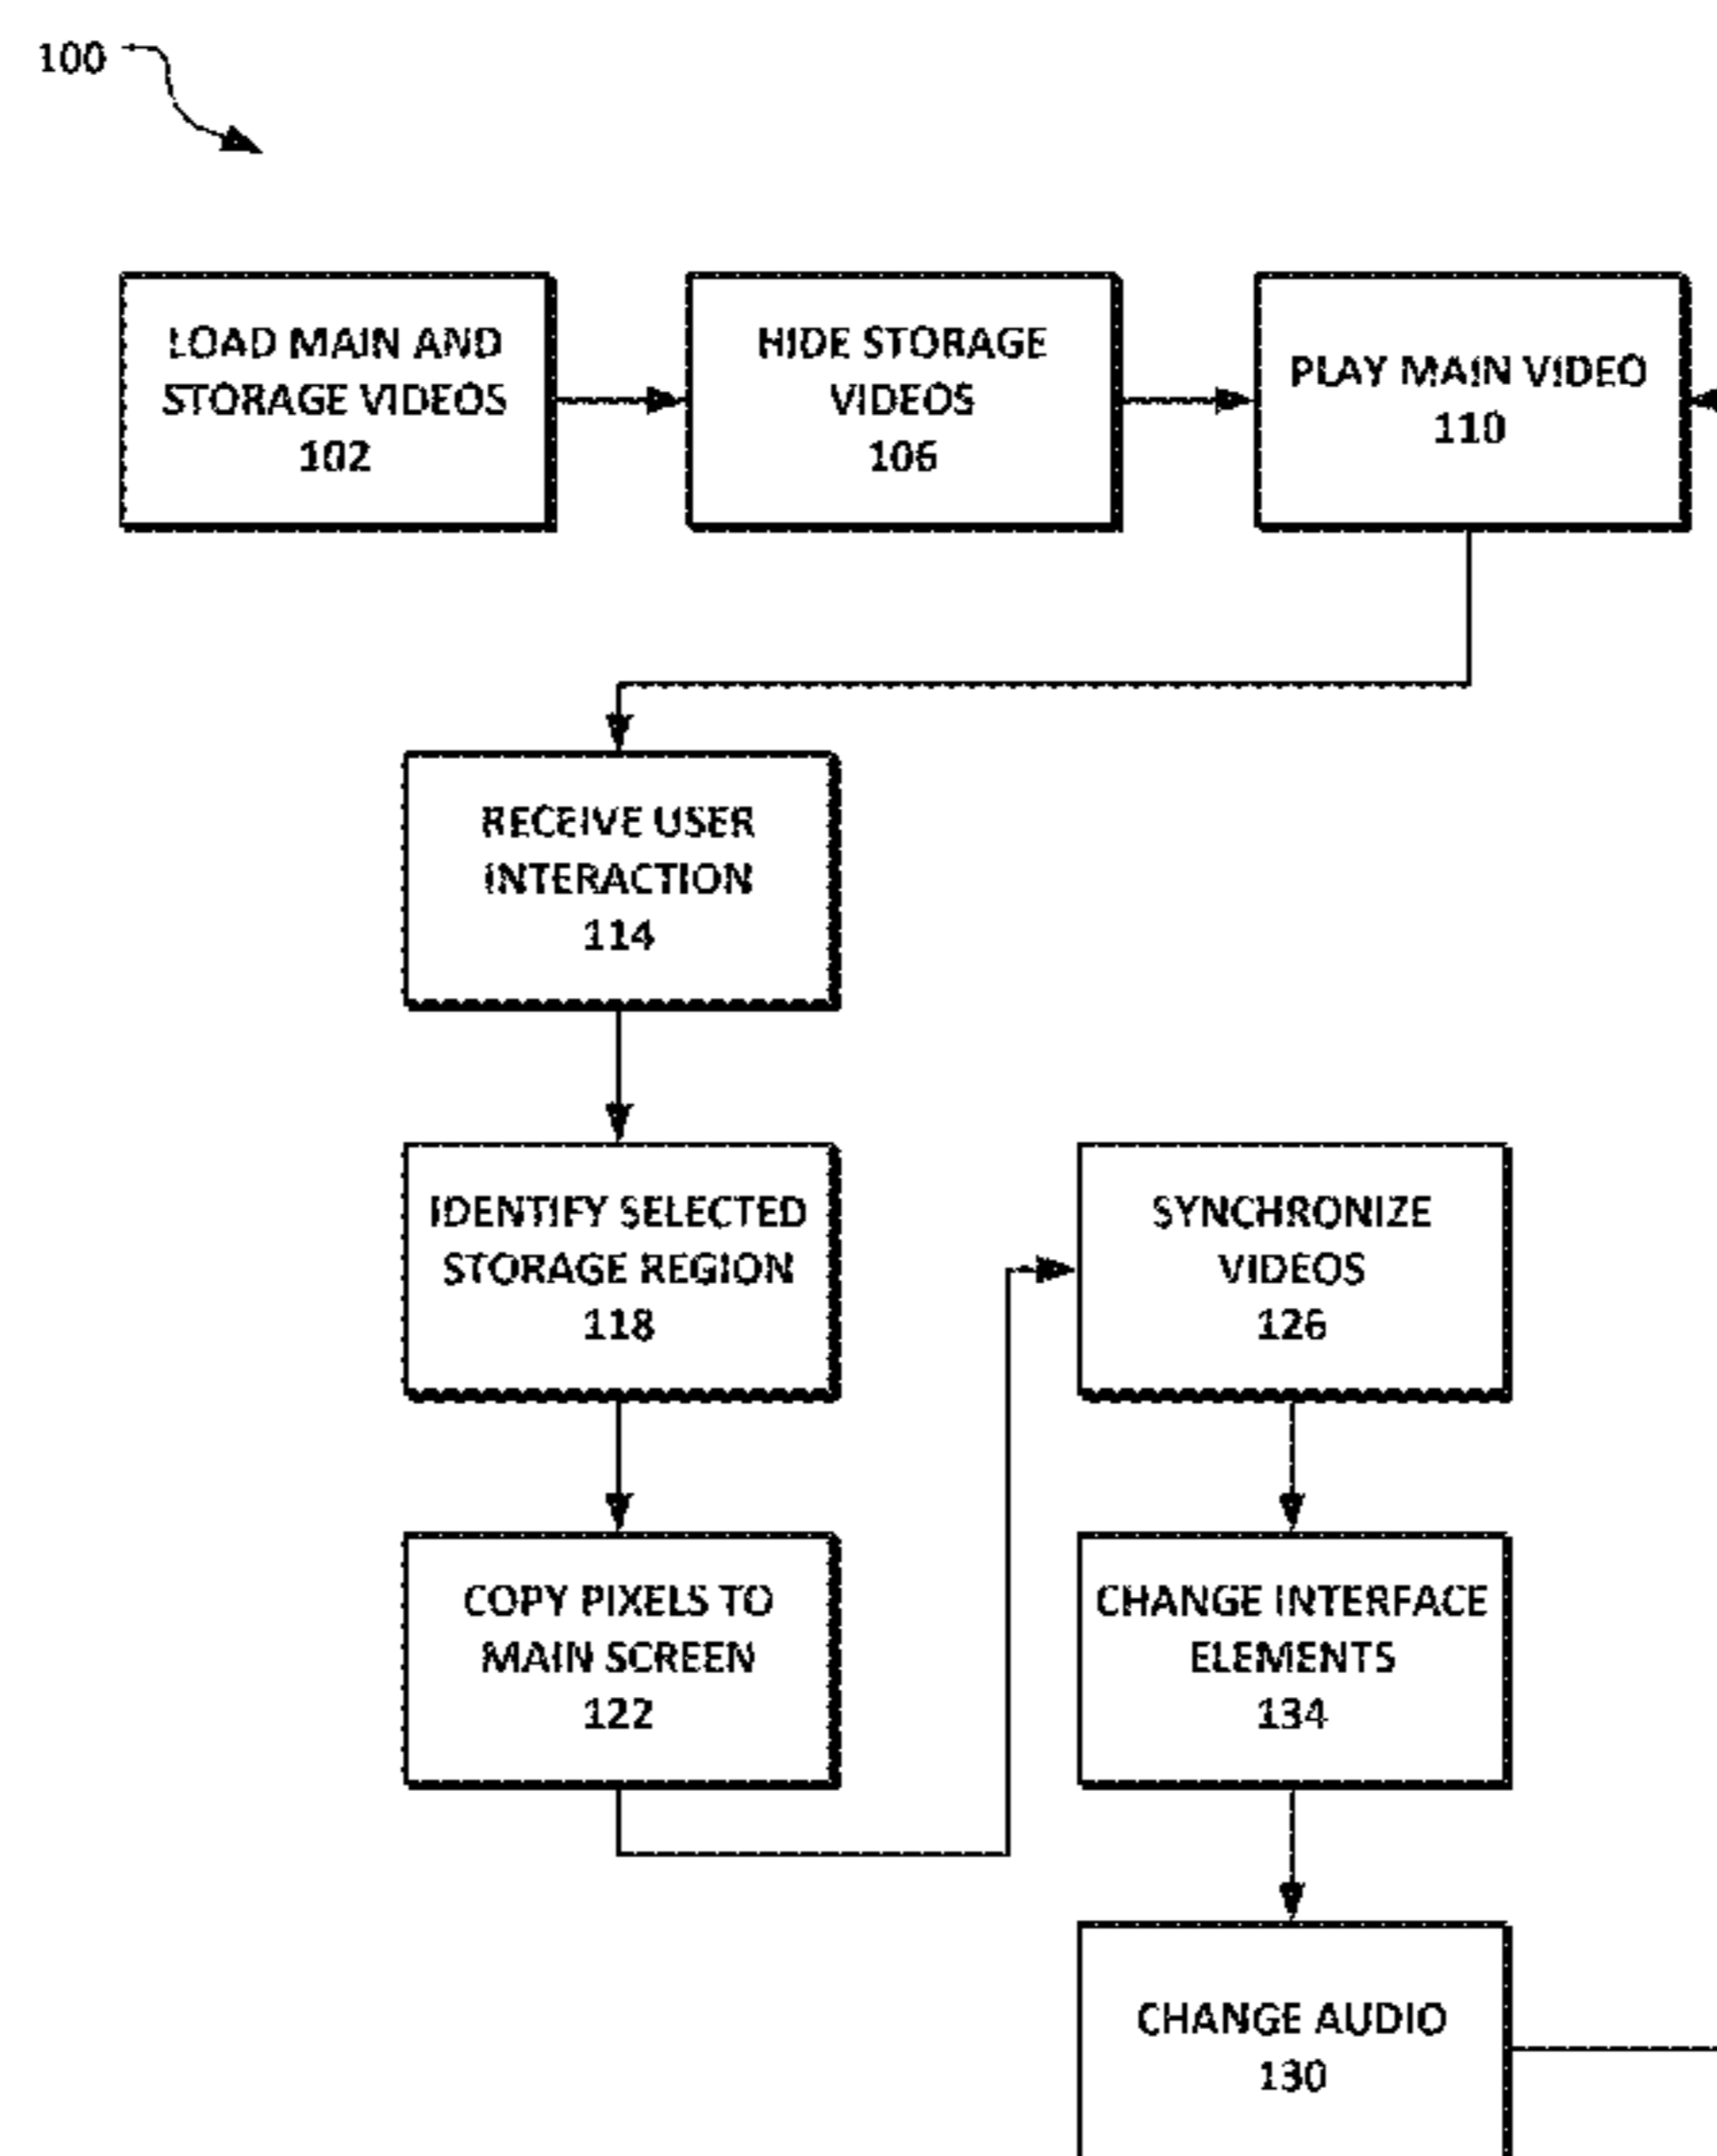 100
LOAD MAIN AND
STORAGE VIDEOS
102
HIDE STORAGE
VIDEOS
106
PLAY MAIN VIDEO
110
RECEIVE USER
INTERACTION
114
IDENTIFY SELECTED
STORAGE REGION
118
COPY PIXELS TO
MAIN SCREEN
122
SYNCHRONIZE
VIDEOS
126
CHANGE INTERFACE
ELEMENTS
134
CHANGE AUDIO
130